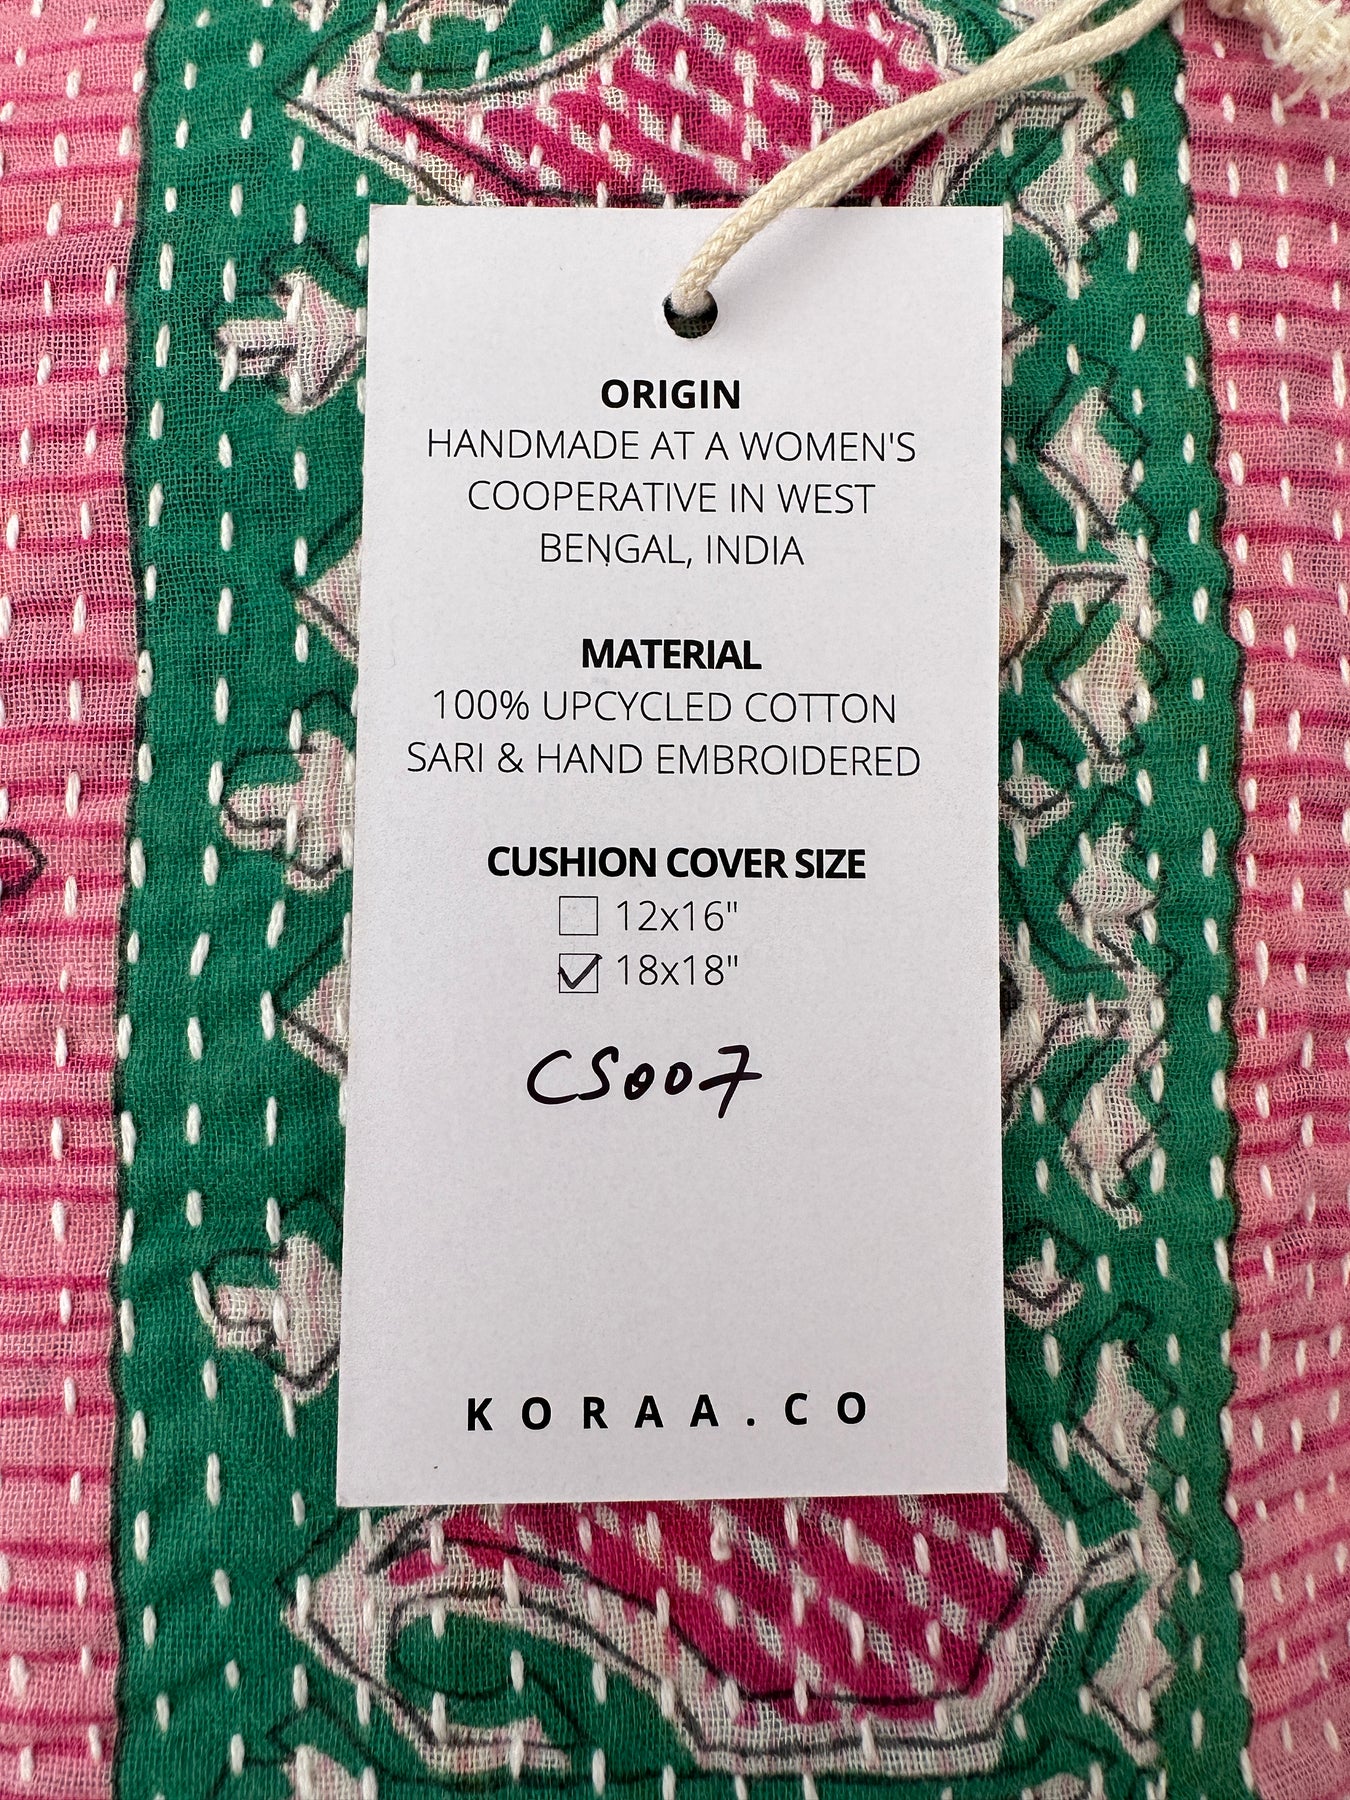 ORIGIN
HANDMADE AT A WOMEN'S
COOPERATIVE IN WEST
BENGAL, INDIA
MATERIAL
100% UPCYCLED COTTON
SARI & HAND EMBROIDERED
CUSHION COVER SIZE
12x16"
18x18"
CS007
KORAA.CO